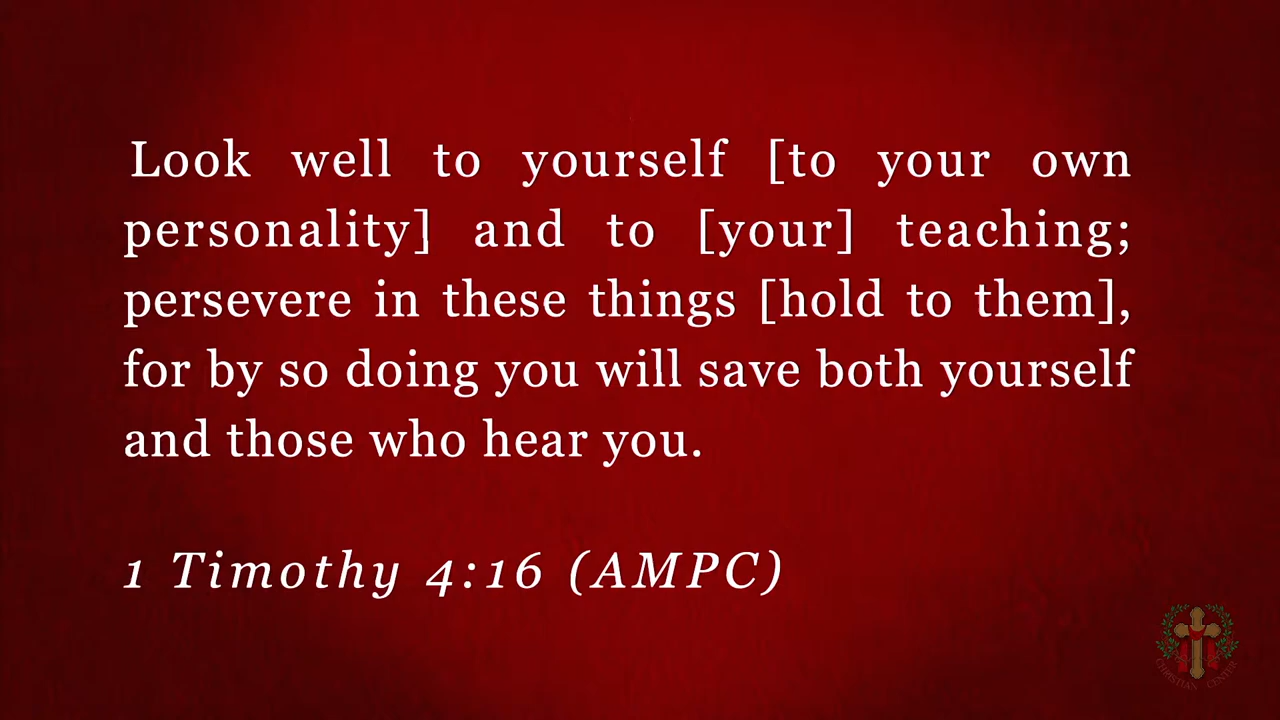 Look well to yourself [to your own
personality] and to [your] teaching;
persevere in these things [hold to them],
for by so doing you will save both yourself
and those who hear you.
1 Timothy 4:16 (AMPC)
CHRISTIAN CENTER